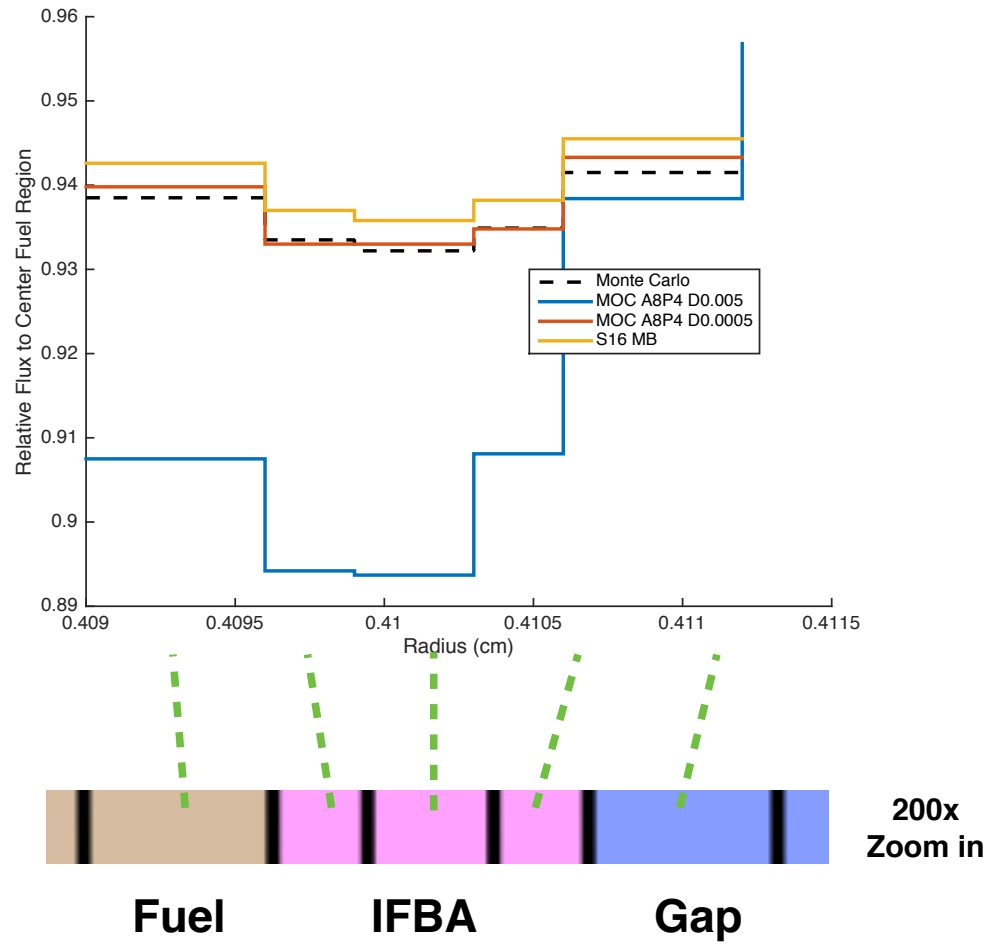 0.96
0.95
0.94
0.93
0.92
0.91
0.9
0.89
Relative Flux to Center Fuel Region
Monte Carlo
MOC A8P4 D0.005
MOC A8P4 D0.0005
S16 MB
0.409
0.4095
0.41
0.4105
0.411
0.4115
Radius (cm)
200x
Zoom in
Fuel
IFBA
Gap